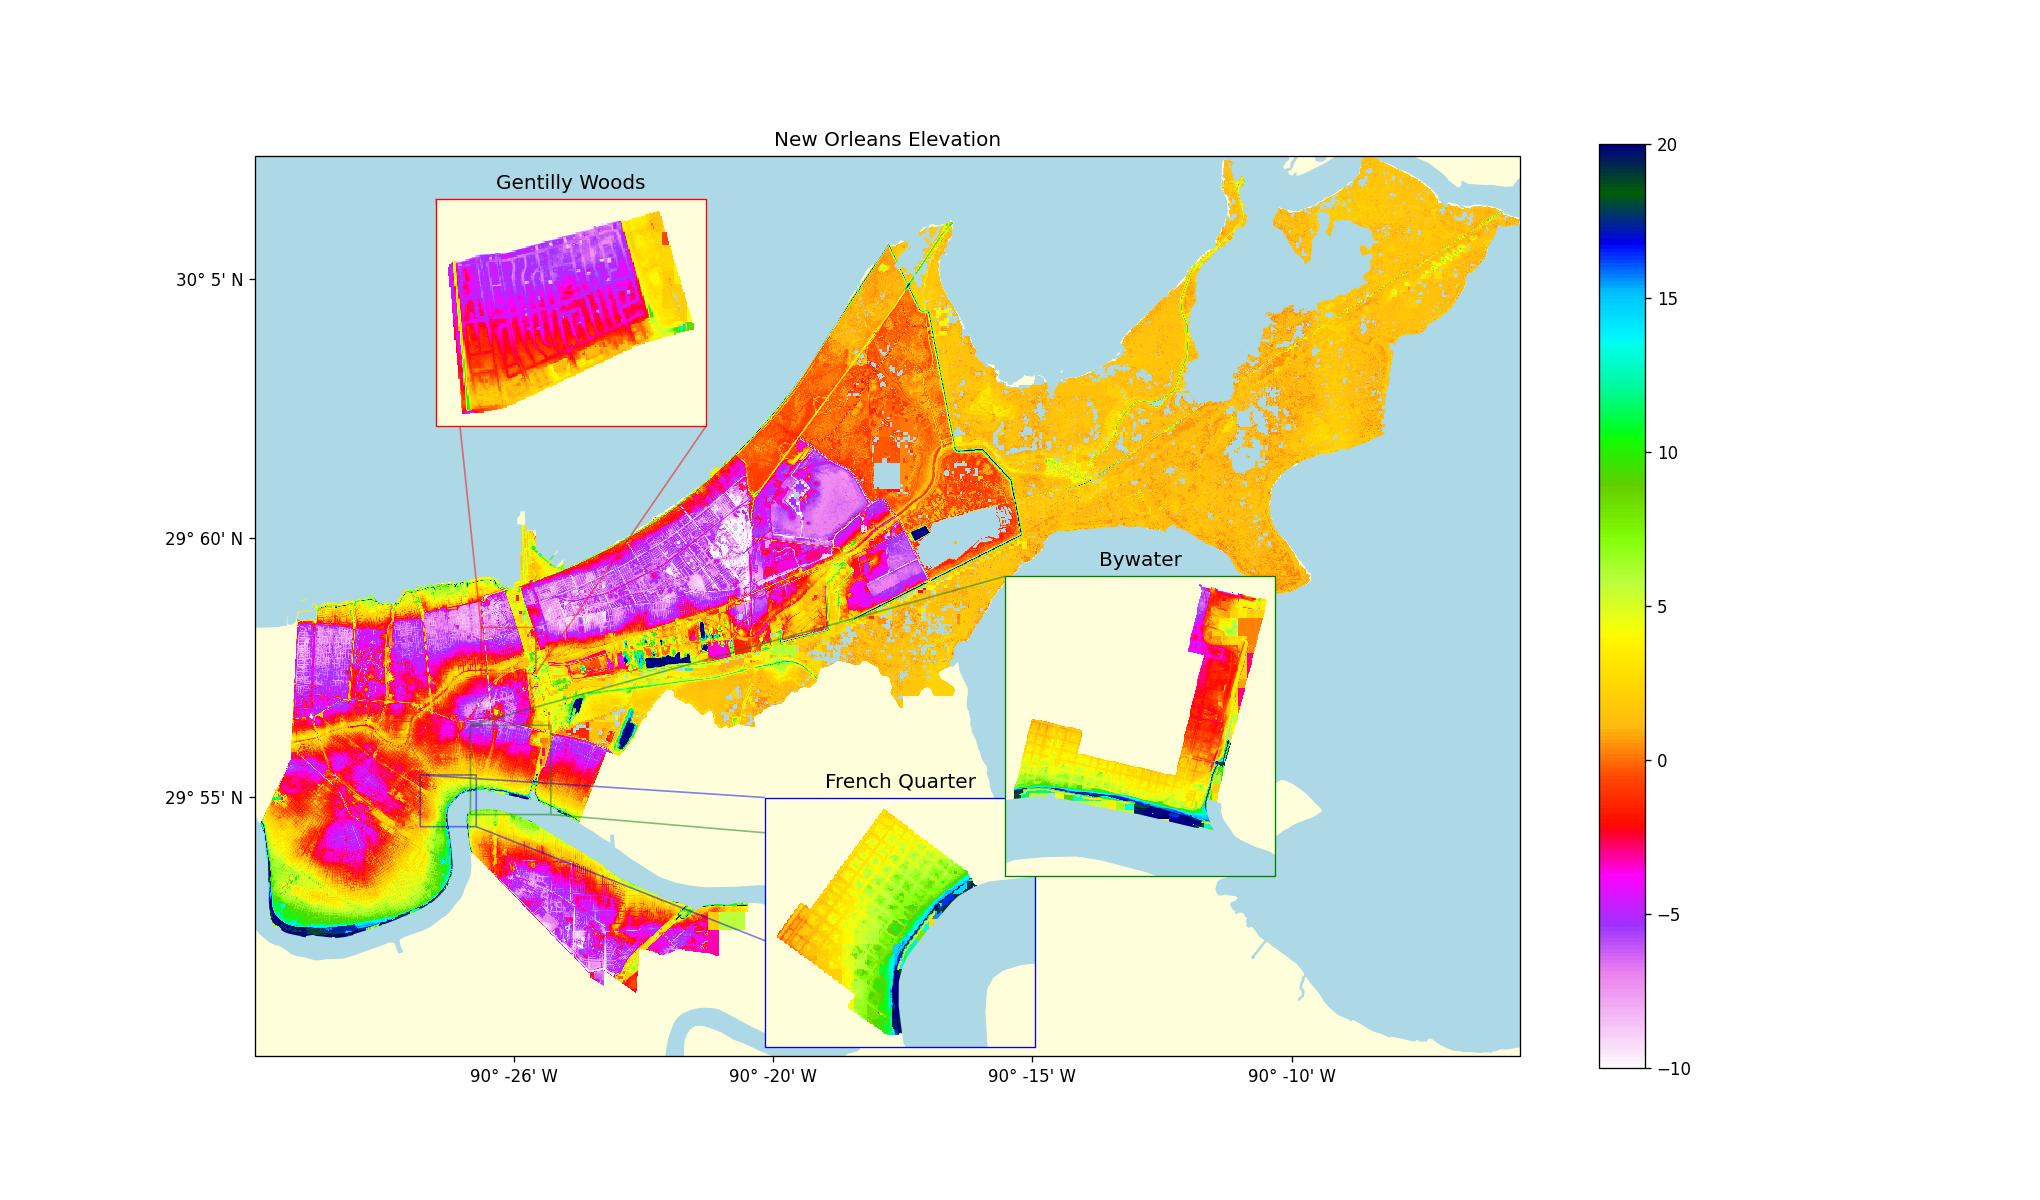 New Orleans Elevation
Gentilly Woods
Bywater
French Quarter
30° 5' N
29° 60' N
29° 55' N
90° -26' W
90° -20' W
90° -15' W
90° -10' W
20
15
10
5
0
−5
−10